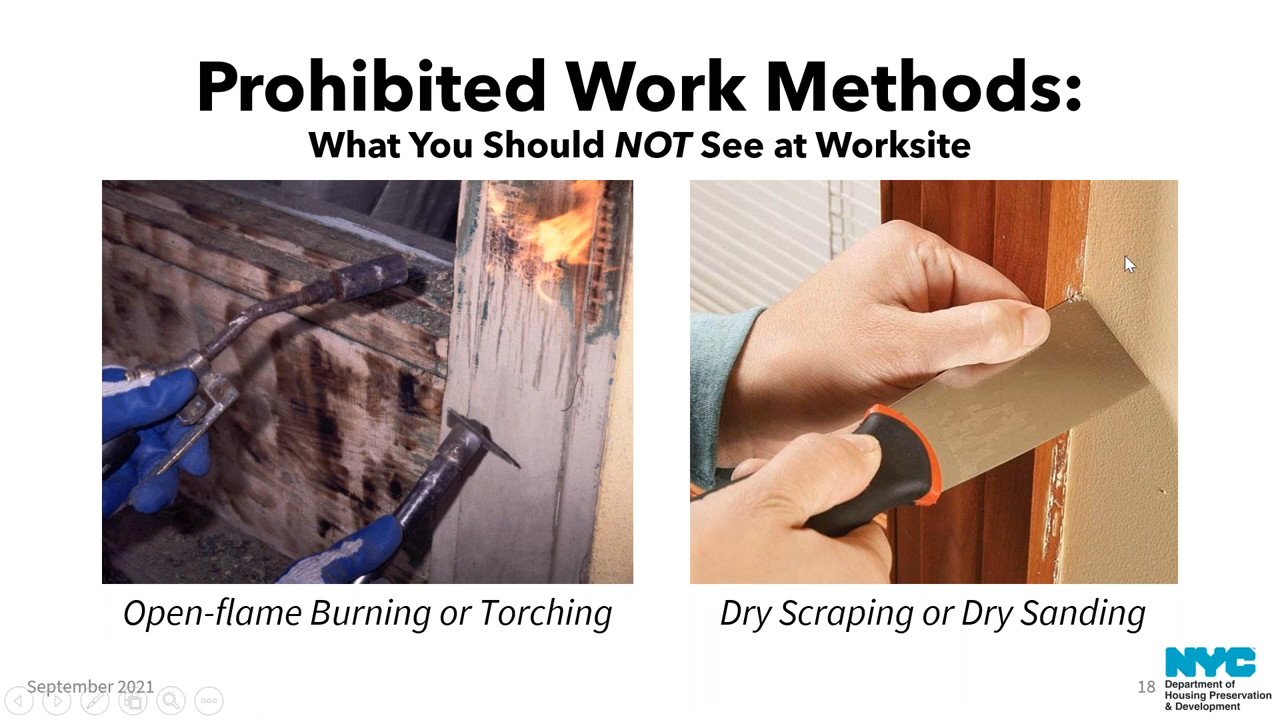 Prohibited Work Methods:
What You Should NOT See at Worksite
Open-flame Burning or Torching
Dry Scraping or Dry Sanding
September 2021
18
NYC
Department of
Housing Preservation
& Development